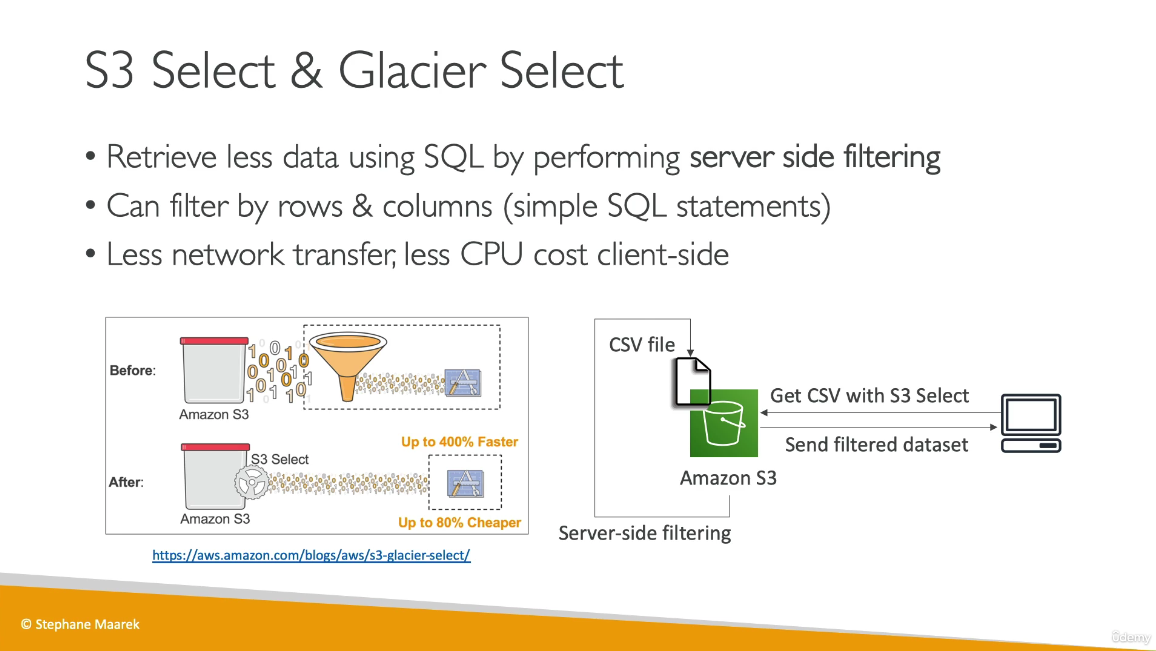 S3 Select & Glacier Select
• Retrieve less data using SQL by performing server side filtering
• Can filter by rows & columns (simple SQL statements)
• Less network transfer, less CPU cost client-side
Before:
Amazon S3
Up to 400% Faster
S3 Select
After:
Amazon S3
Up to 80% Cheaper
https://aws.amazon.com/blogs/aws/s3-glacier-select/
CSV file
Get CSV with S3 Select
Send filtered dataset
Amazon S3
Server-side filtering
© Stephane Maarek
ûdemy